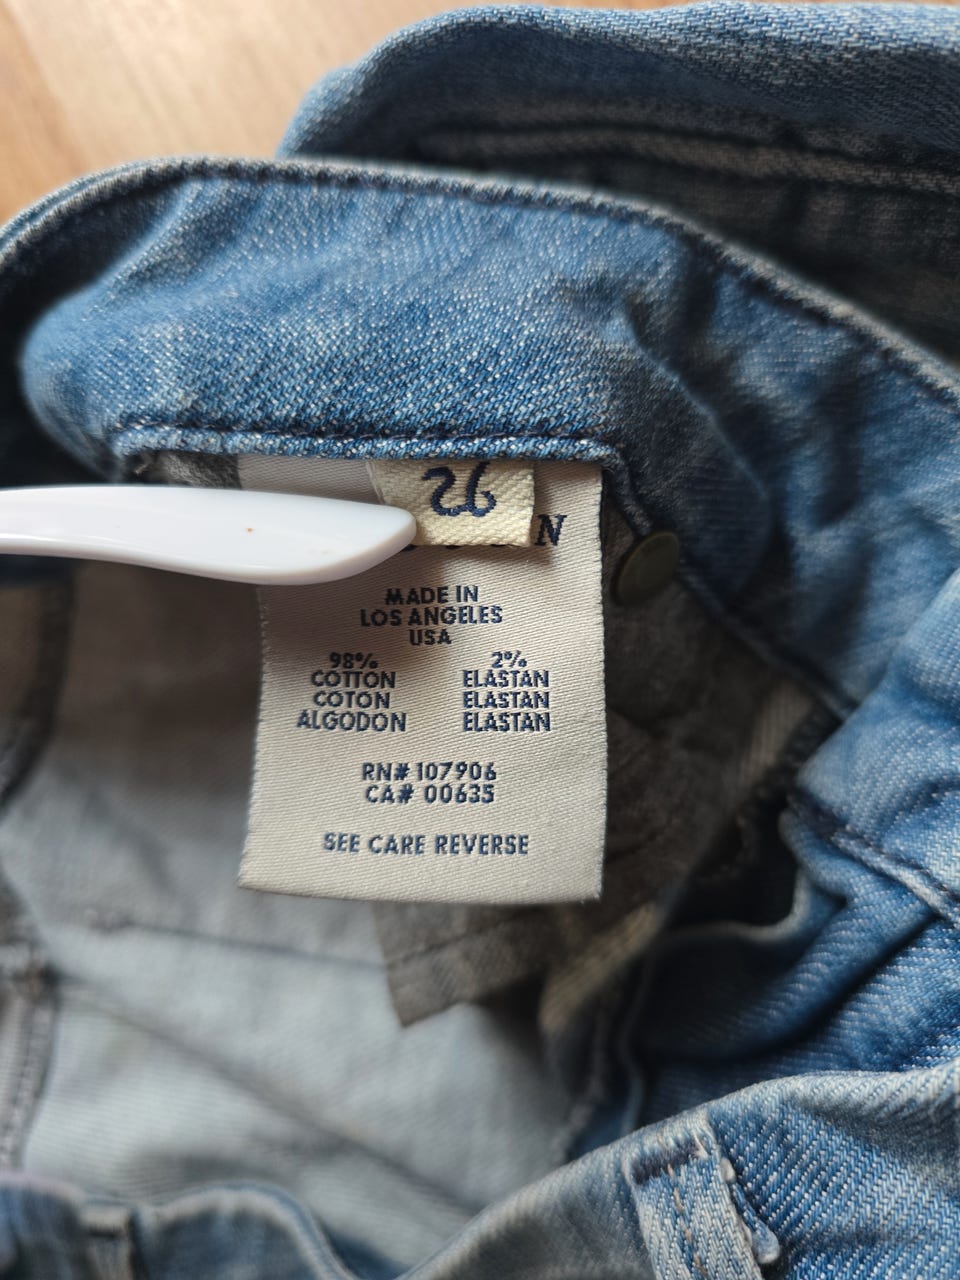 26
N
MADE IN
LOS ANGELES
USA
98% 2%
COTTON ELASTAN
COTON ELASTAN
ALGODON ELASTAN
RN# 107906
CA# 00635
SEE CARE REVERSE